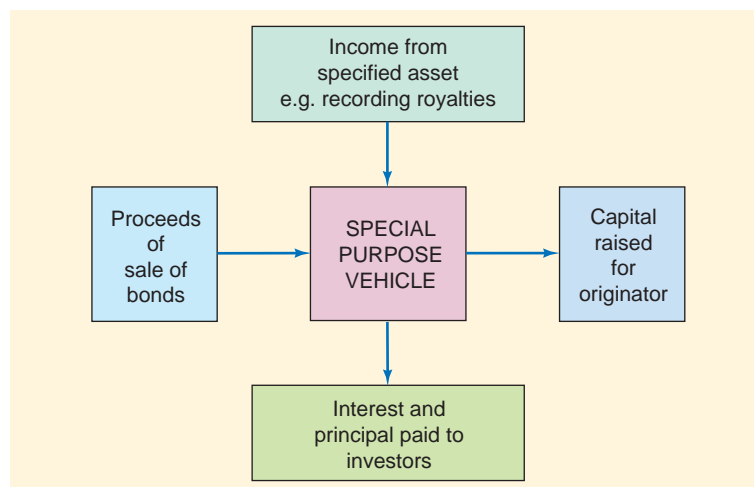 Income from
specified asset
e.g. recording royalties
Proceeds
of
sale of
bonds
SPECIAL
PURPOSE
VEHICLE
Capital
raised
for
originator
Interest and
principal paid to
investors